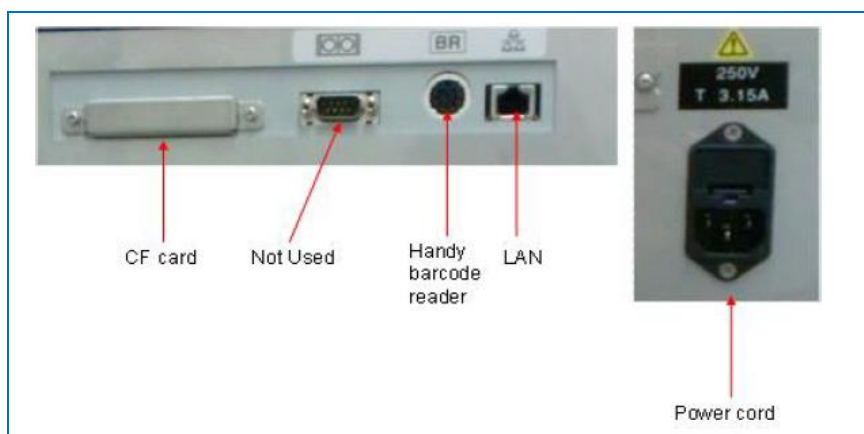 BR
250V
T 3.15A
CF card
Not Used
Handy
barcode
reader
LAN
Power cord